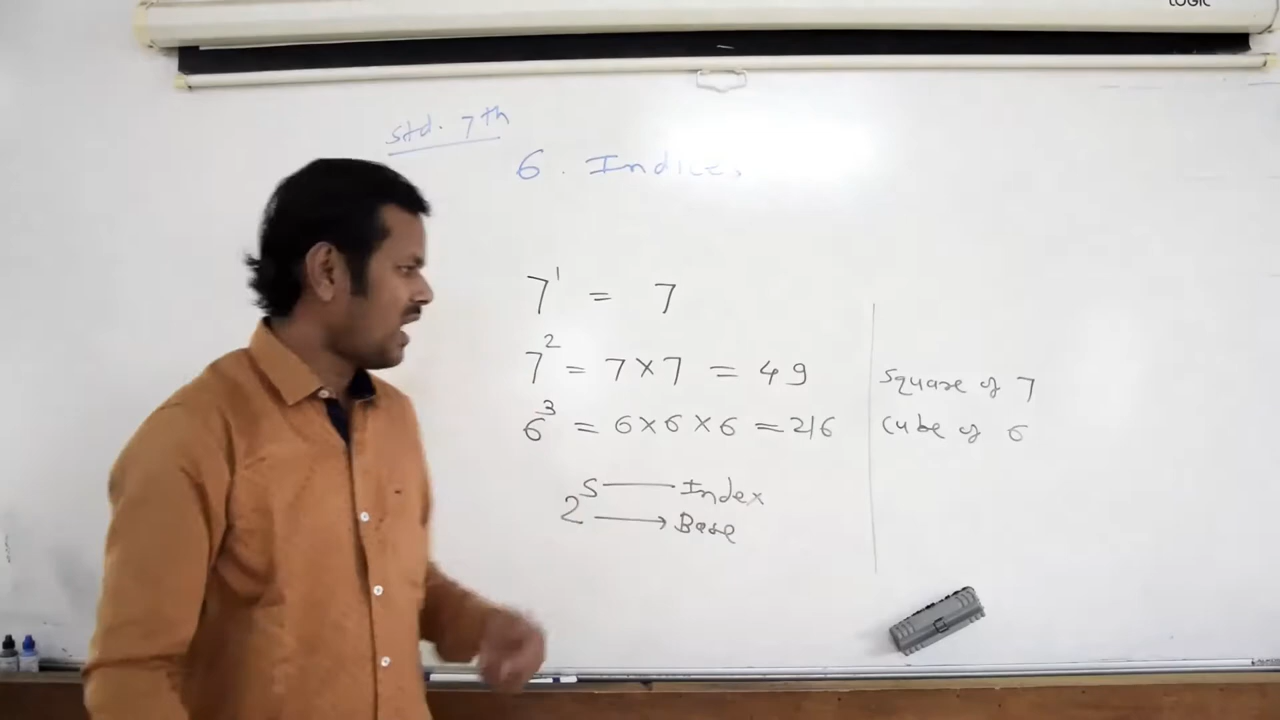 LOGIC
Std. 7th
6. Indices
7¹ = 7
7² = 7×7 = 49
6³ = 6×6×6 = 216
2⁵ Index
→ Base
Square of 7
Cube of 6